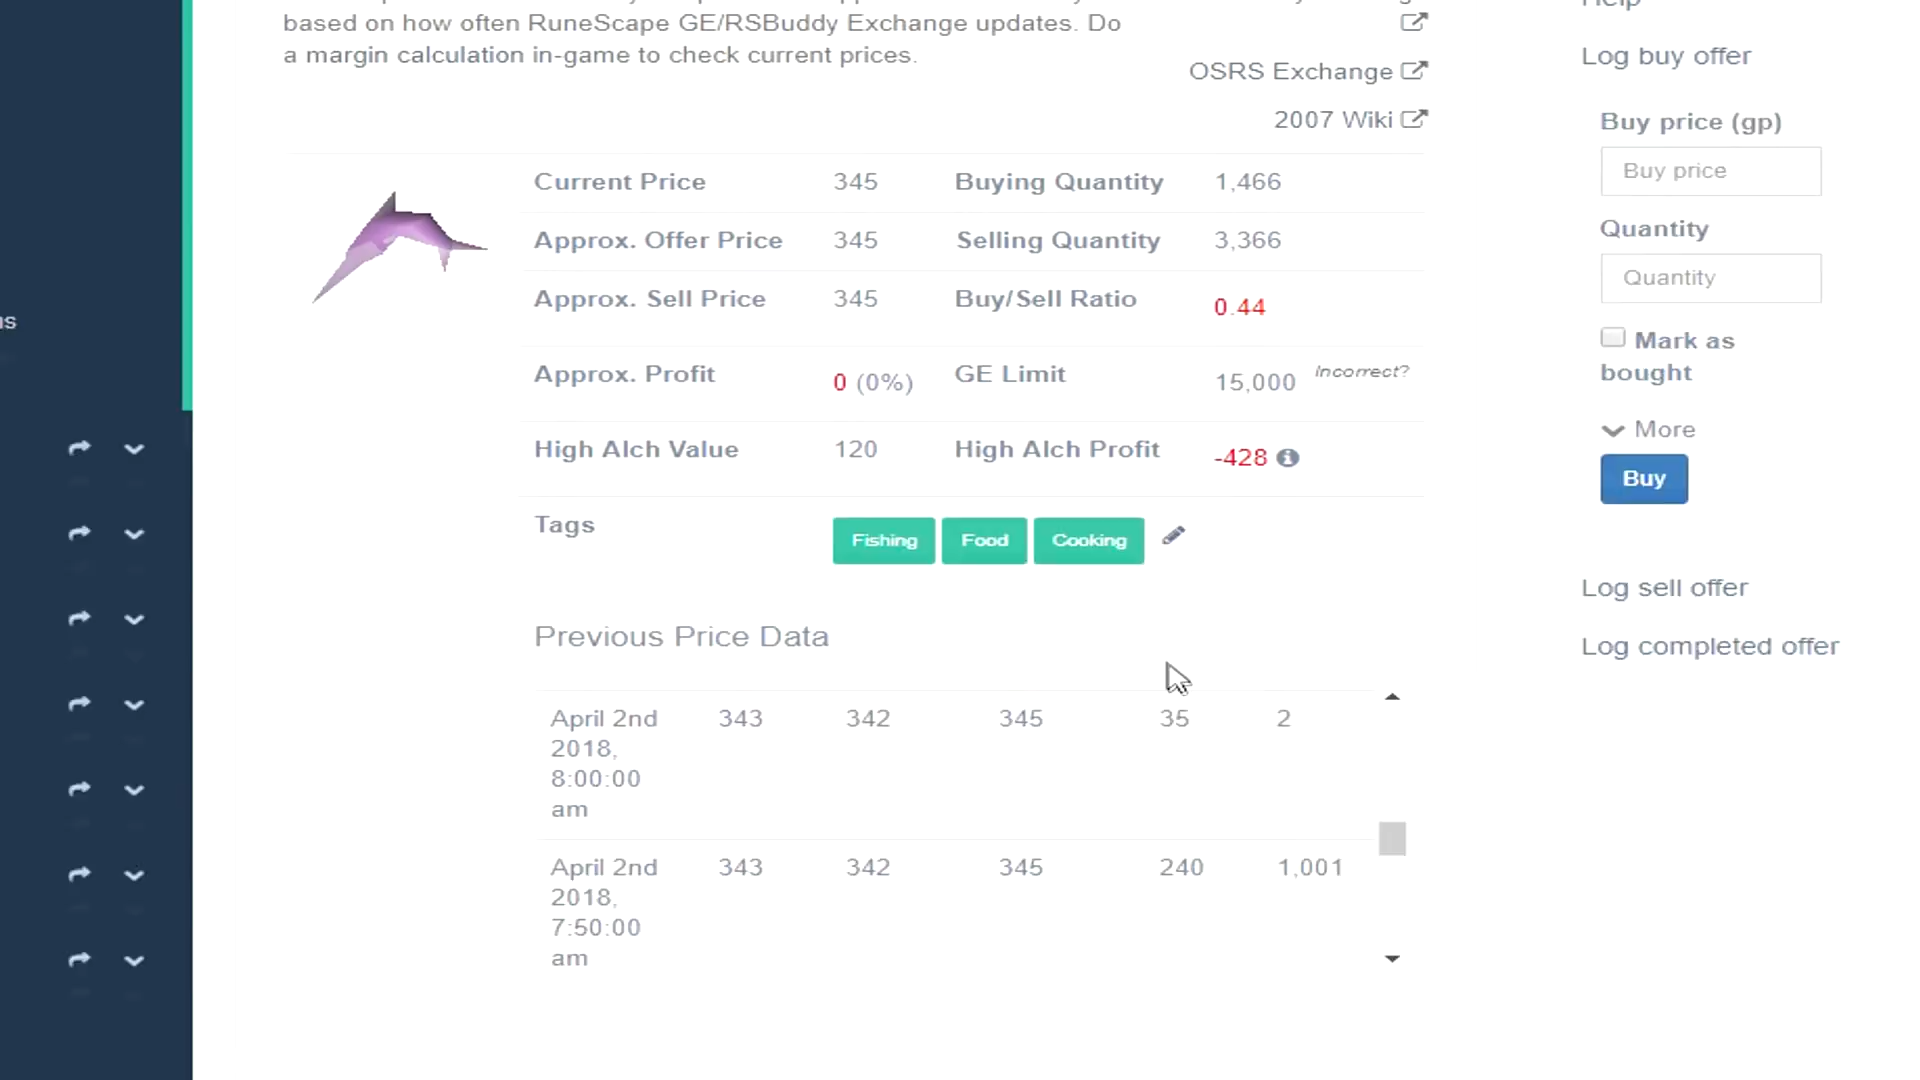 based on how often RuneScape GE/RSBuddy Exchange updates. Do
a margin calculation in-game to check current prices.
OSRS Exchange
2007 Wiki
Current Price 345 Buying Quantity 1,466
Approx. Offer Price 345 Selling Quantity 3,366
Approx. Sell Price 345 Buy/Sell Ratio 0.44
Approx. Profit 0 (0%) GE Limit 15,000 Incorrect?
High Alch Value 120 High Alch Profit -428
Tags Fishing Food Cooking
Previous Price Data
April 2nd 343 342 345 35 2
2018,
8:00:00
am
April 2nd 343 342 345 240 1,001
2018,
7:50:00
am
Help
Log buy offer
Buy price (gp)
Buy price
Quantity
Quantity
Mark as
bought
More
Buy
Log sell offer
Log completed offer